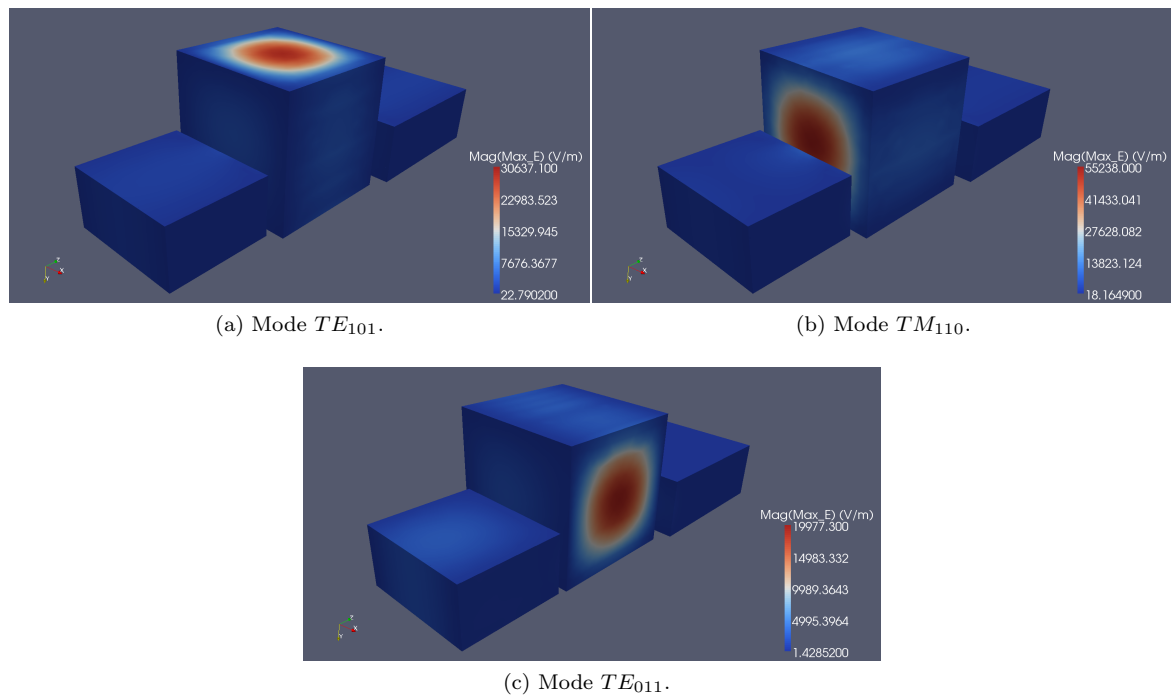 Mag(Max_E) (V/m)
30637.100
22983.523
15329.945
7676.3677
22.790200
Z
X
Y
(a) Mode TE₁₀₁.
Mag(Max_E) (V/m)
55238.000
41433.041
27628.082
13823.124
18.164900
Z
X
Y
(b) Mode TM₁₁₀.
Mag(Max_E) (V/m)
19977.300
14983.332
9989.3643
4995.3964
1.4285200
Z
X
Y
(c) Mode TE₀₁₁.